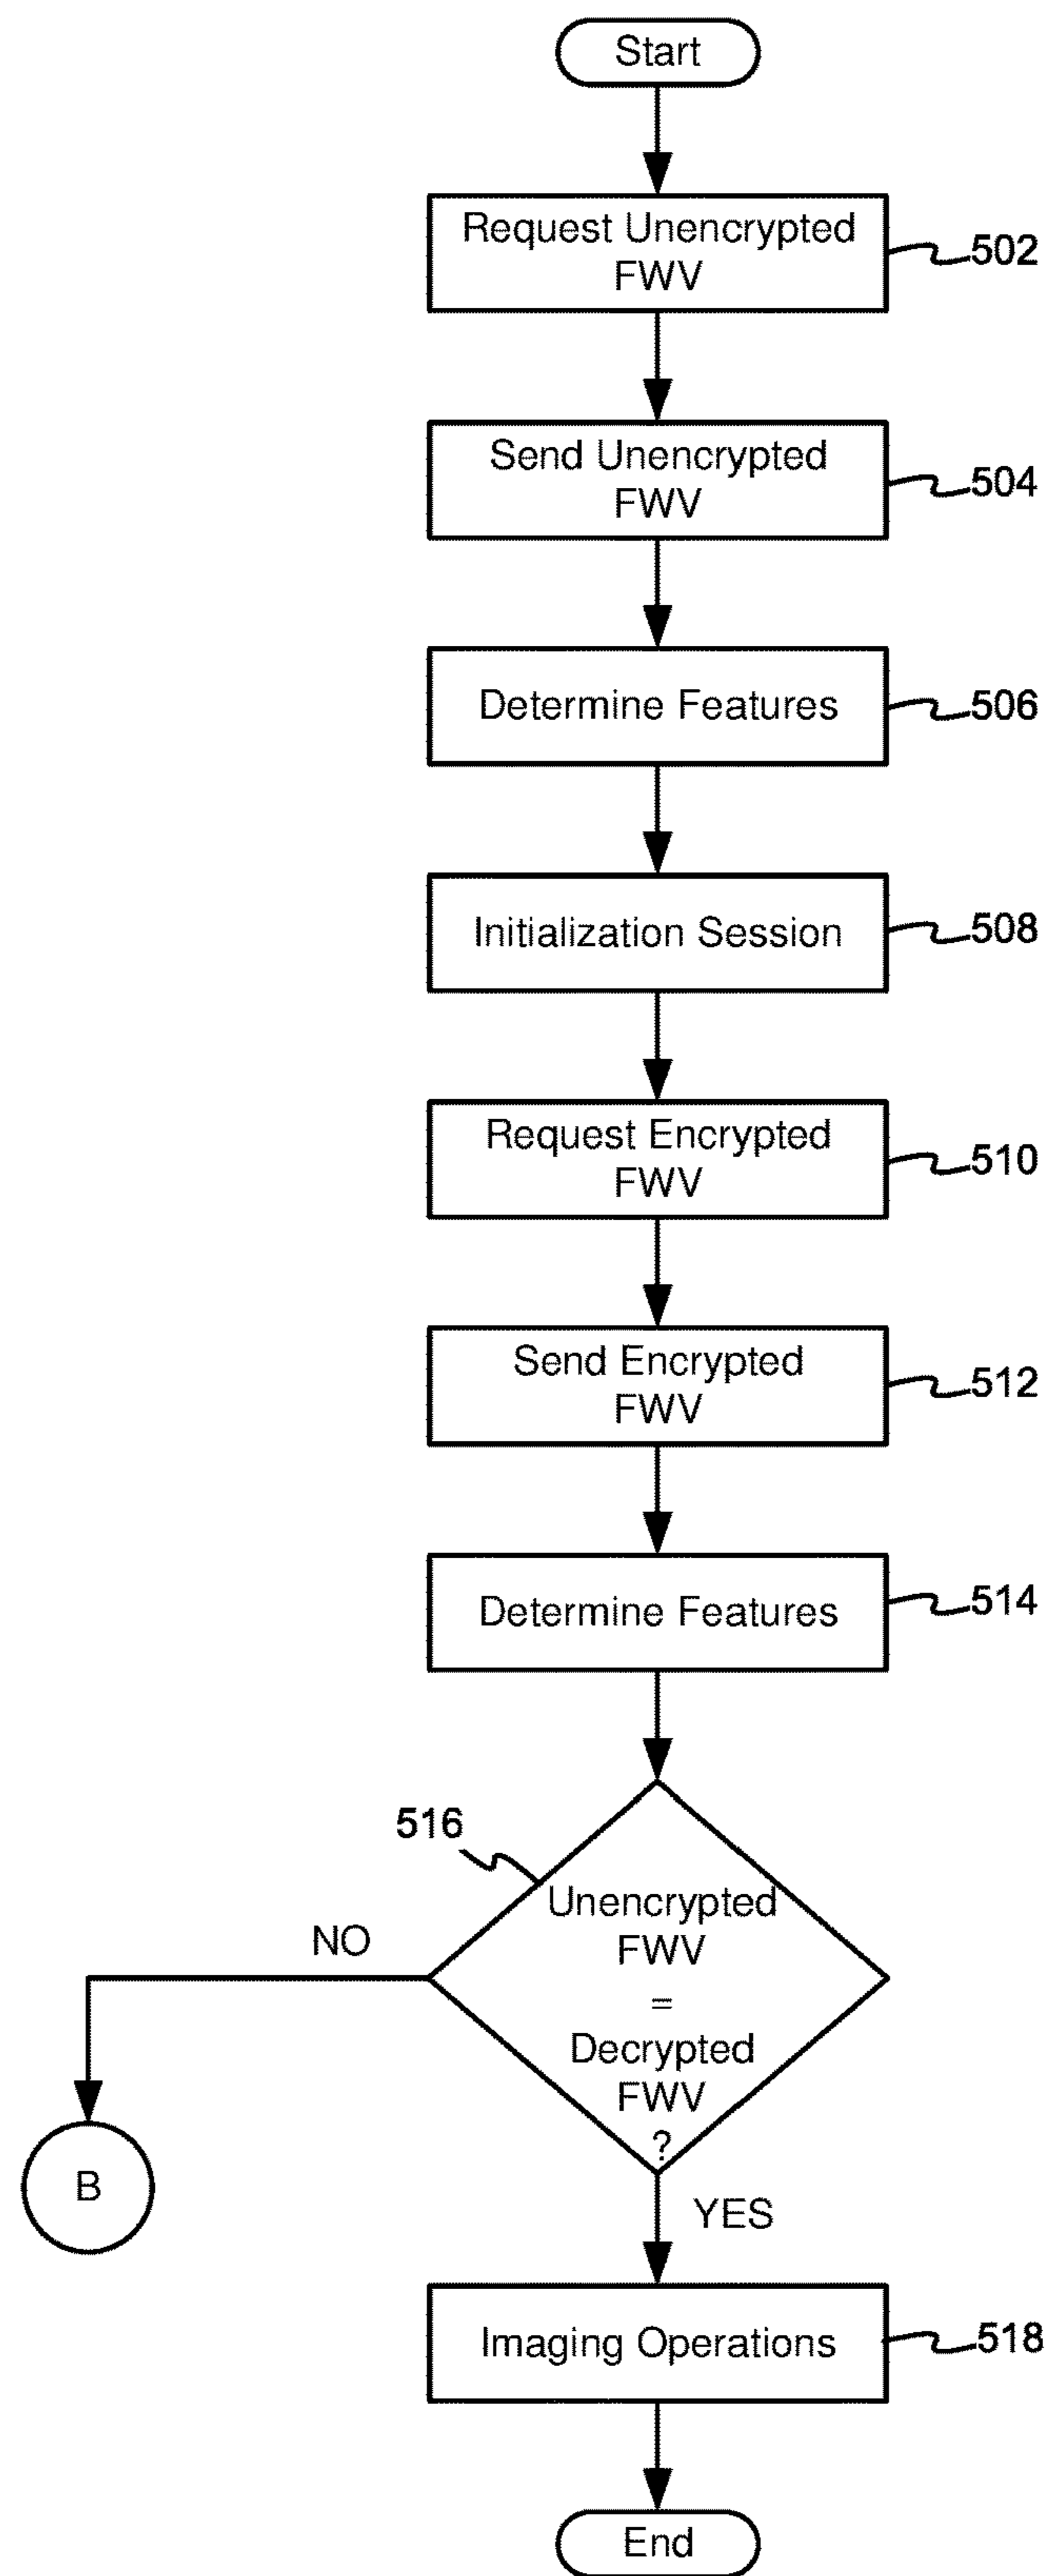 Start
Request Unencrypted
FWV
502
Send Unencrypted
FWV
504
Determine Features
506
Initialization Session
508
Request Encrypted
FWV
510
Send Encrypted
FWV
512
Determine Features
514
516
Unencrypted
FWV
=
Decrypted
FWV
?
NO
B
YES
Imaging Operations
518
End